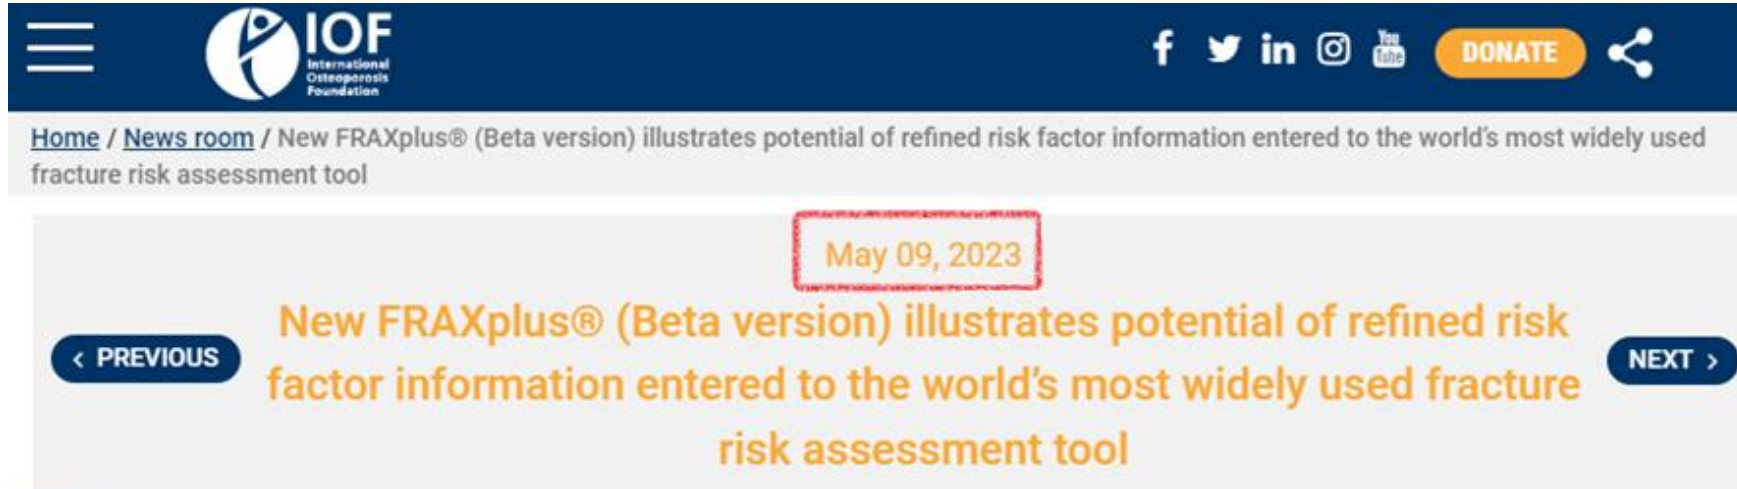 IOF
International
Osteoporosis
Foundation
f in You Tube DONATE
Home / News room / New FRAXplus® (Beta version) illustrates potential of refined risk factor information entered to the world's most widely used
fracture risk assessment tool
May 09, 2023
New FRAXplus® (Beta version) illustrates potential of refined risk
< PREVIOUS
factor information entered to the world's most widely used fracture
NEXT >
risk assessment tool